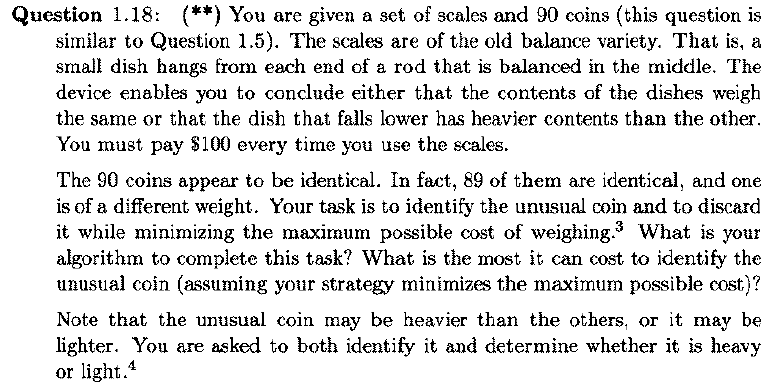 Question 1.18: (**) You are given a set of scales and 90 coins (this question is
similar to Question 1.5). The scales are of the old balance variety. That is, a
small dish hangs from each end of a rod that is balanced in the middle. The
device enables you to conclude either that the contents of the dishes weigh
the same or that the dish that falls lower has heavier contents than the other.
You must pay $100 every time you use the scales.
The 90 coins appear to be identical. In fact, 89 of them are identical, and one
is of a different weight. Your task is to identify the unusual coin and to discard
it while minimizing the maximum possible cost of weighing.³ What is your
algorithm to complete this task? What is the most it can cost to identify the
unusual coin (assuming your strategy minimizes the maximum possible cost)?
Note that the unusual coin may be heavier than the others, or it may be
lighter. You are asked to both identify it and determine whether it is heavy
or light.⁴